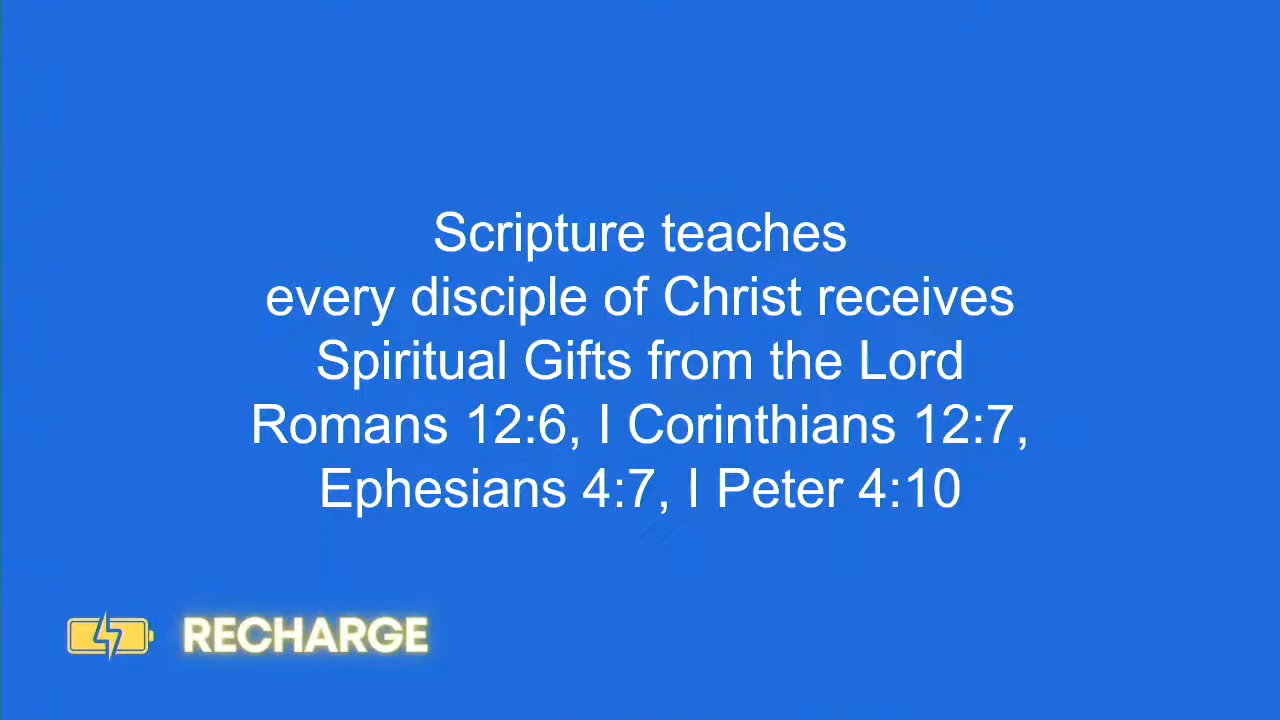 Scripture teaches
every disciple of Christ receives
Spiritual Gifts from the Lord
Romans 12:6, I Corinthians 12:7,
Ephesians 4:7, I Peter 4:10
RECHARGE